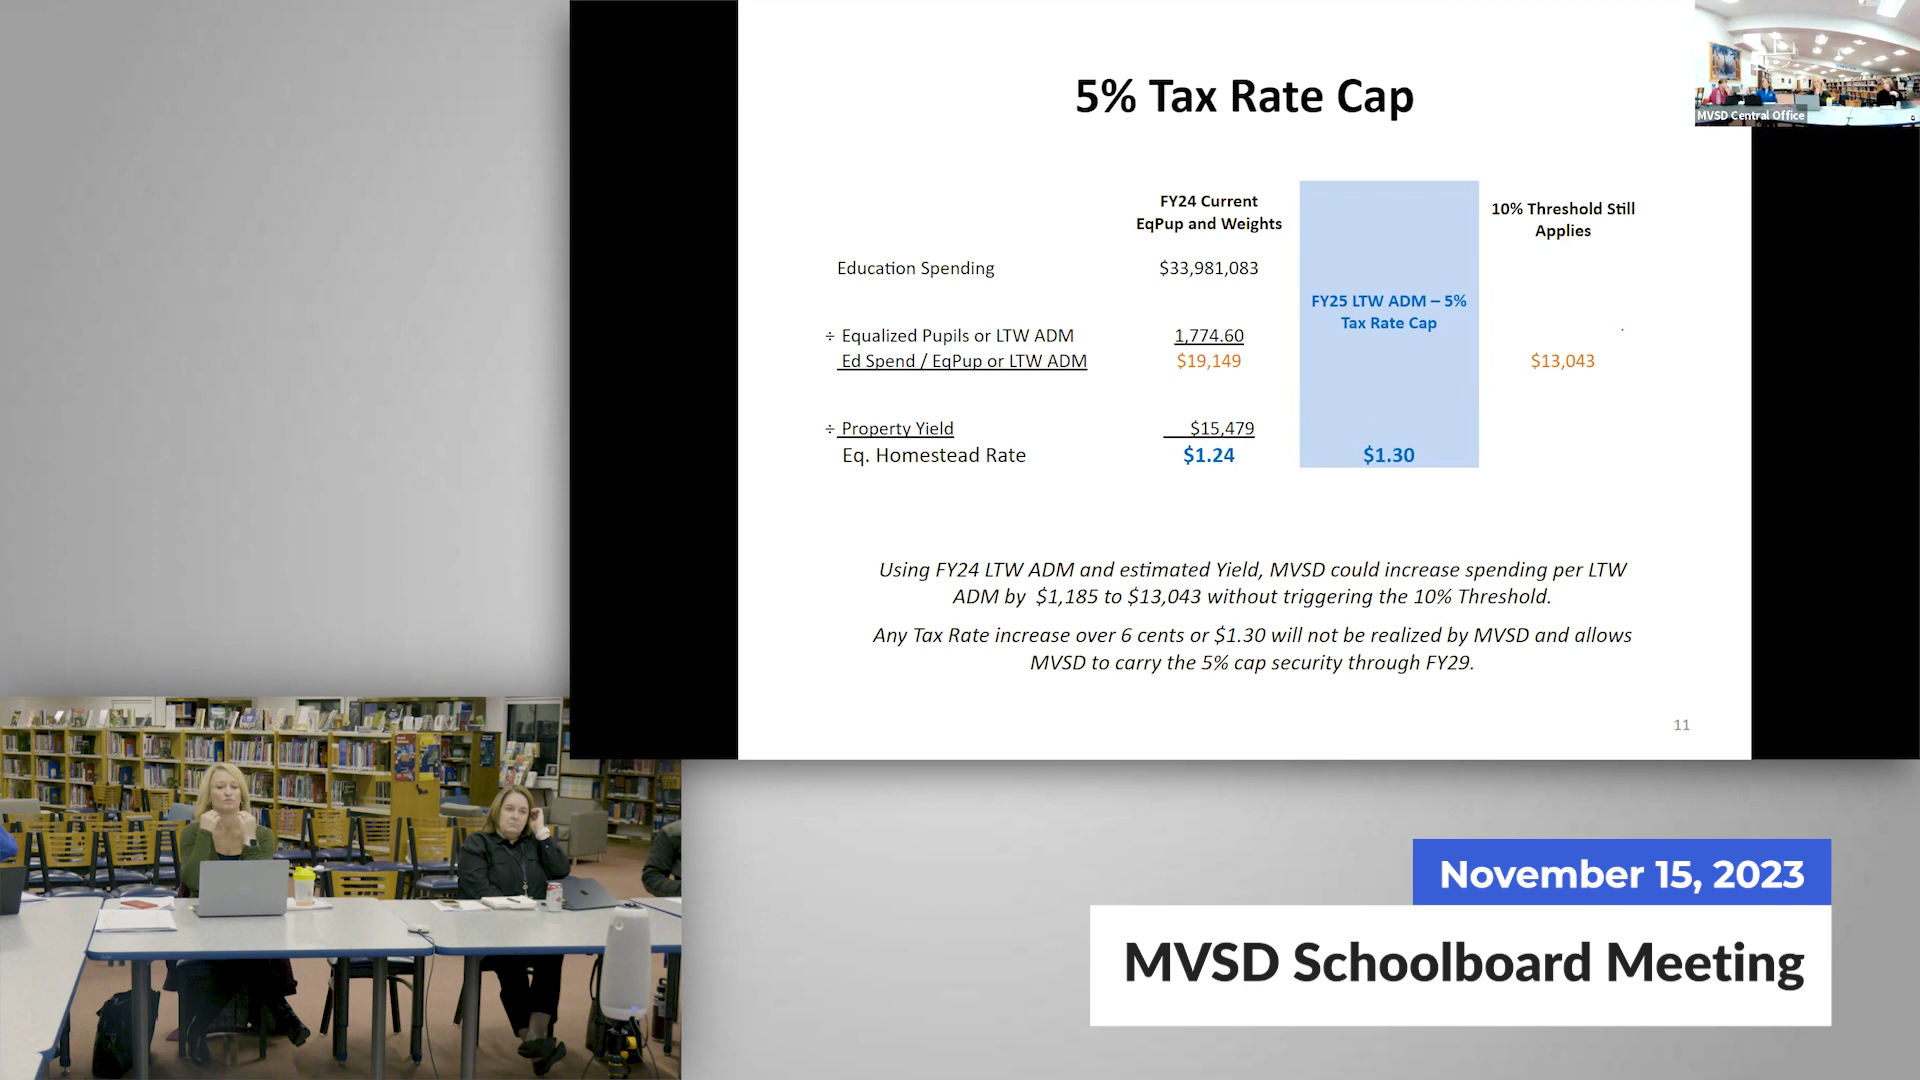 5% Tax Rate Cap
MVSD Central Office
FY24 Current
EqPup and Weights
10% Threshold Still
Applies
Education Spending
$33,981,083
FY25 LTW ADM – 5%
Tax Rate Cap
÷ Equalized Pupils or LTW ADM
1,774.60
Ed Spend / EqPup or LTW ADM
$19,149
$13,043
÷ Property Yield
$15,479
Eq. Homestead Rate
$1.24
$1.30
Using FY24 LTW ADM and estimated Yield, MVSD could increase spending per LTW
ADM by $1,185 to $13,043 without triggering the 10% Threshold.
Any Tax Rate increase over 6 cents or $1.30 will not be realized by MVSD and allows
MVSD to carry the 5% cap security through FY29.
11
November 15, 2023
MVSD Schoolboard Meeting